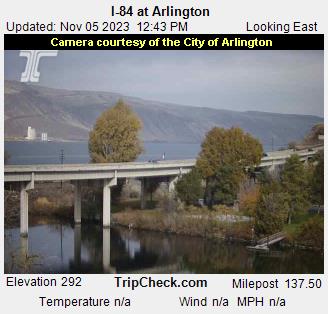 I-84 at Arlington
Updated: Nov 05 2023 12:43 PM Looking East
Camera courtesy of the City of Arlington
Elevation 292 TripCheck.com Milepost 137.50
Temperature n/a Wind n/a MPH n/a